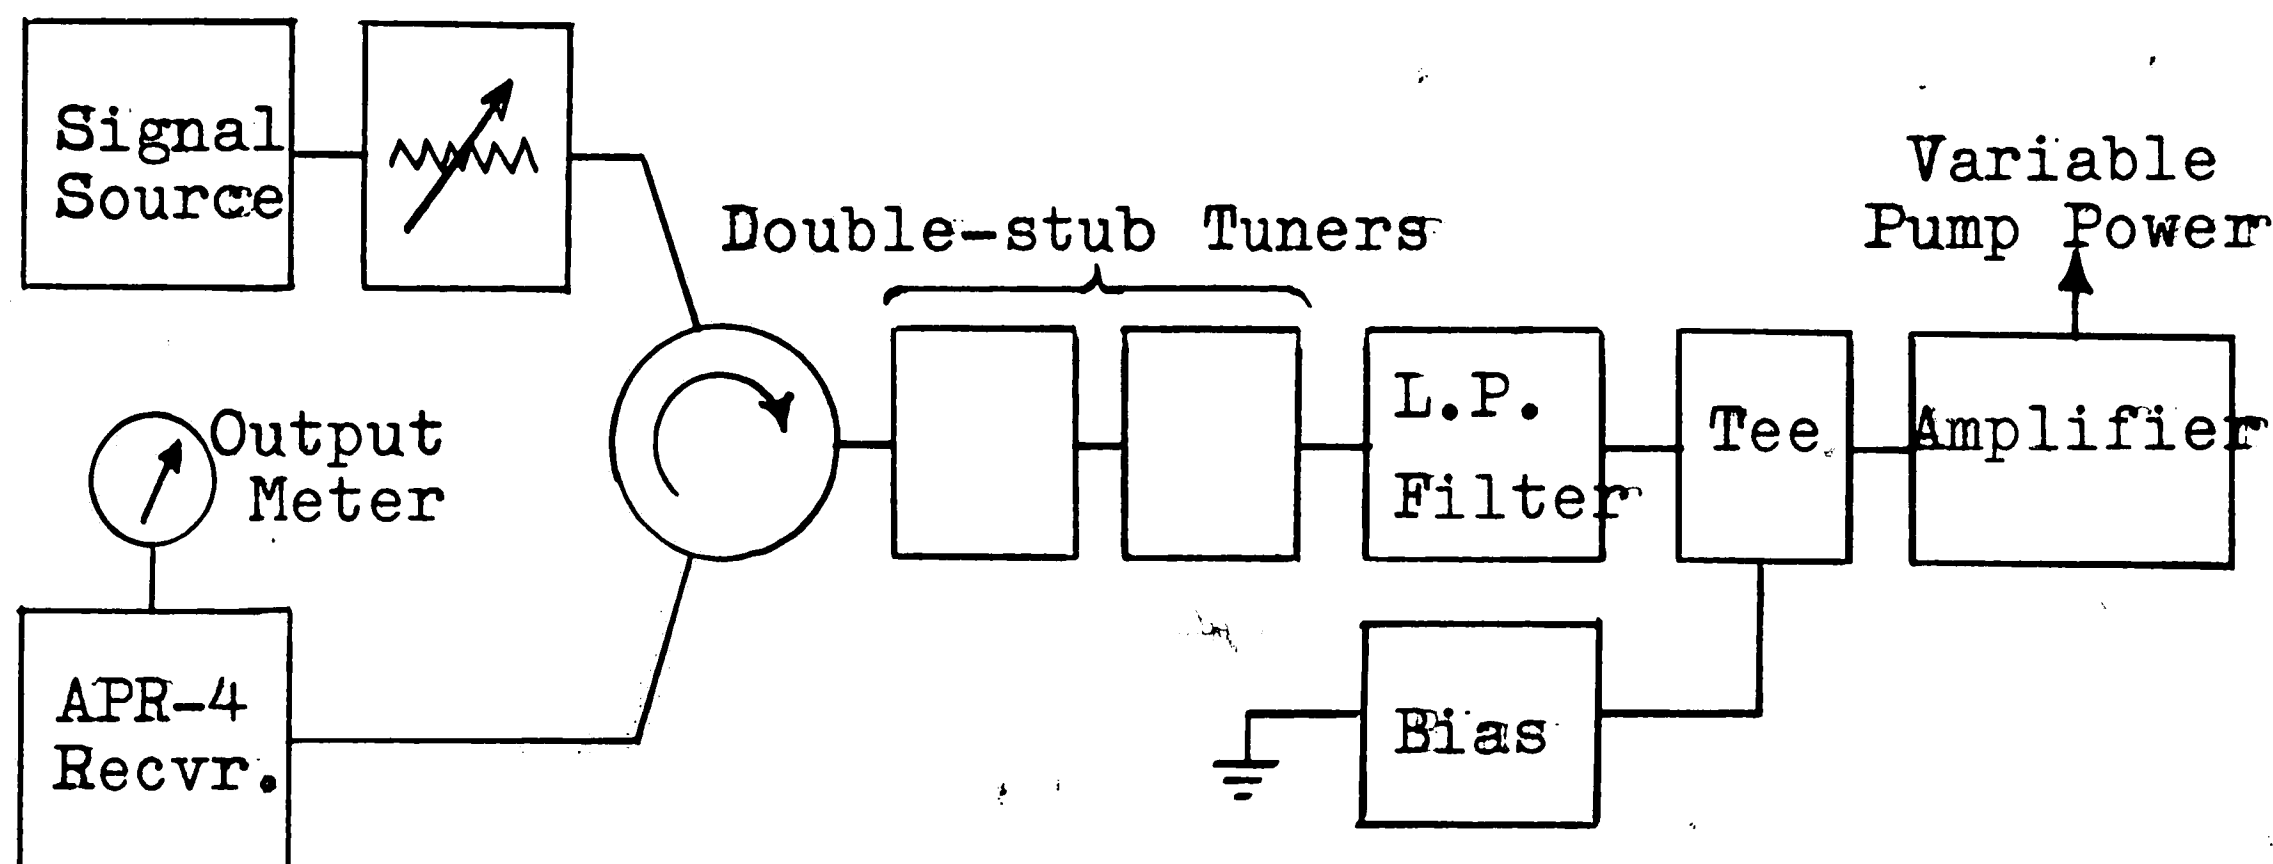 Signal
Source
Double-stub Tuners
Variable
Pump Power
Output
Meter
L.P.
Filter
Tee
Amplifier
APR-4
Recvr.
Bias